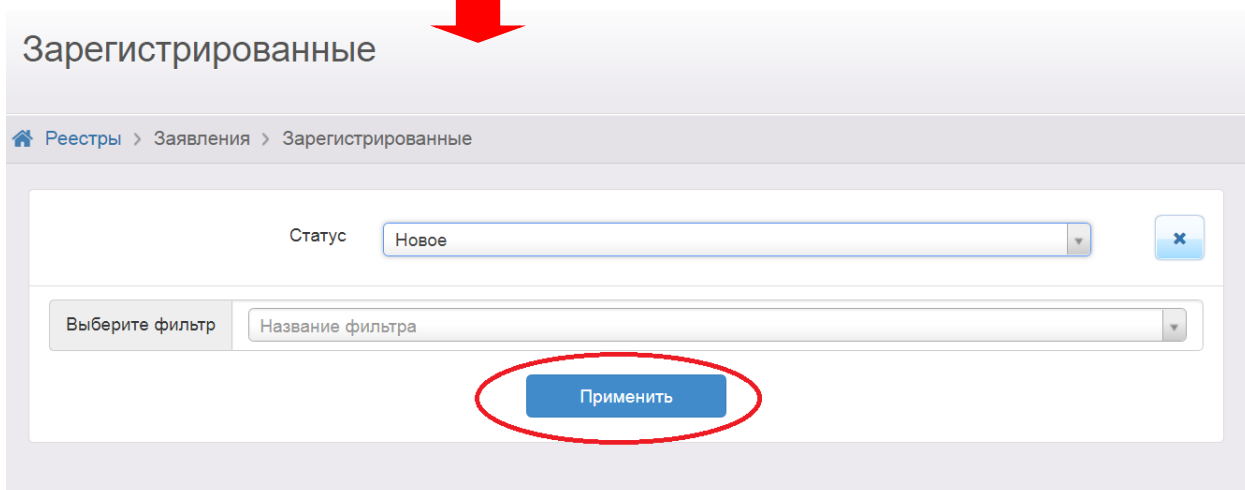 Зарегистрированные
Реестры > Заявления > Зарегистрированные
Статус Новое
Выберите фильтр Название фильтра
Применить